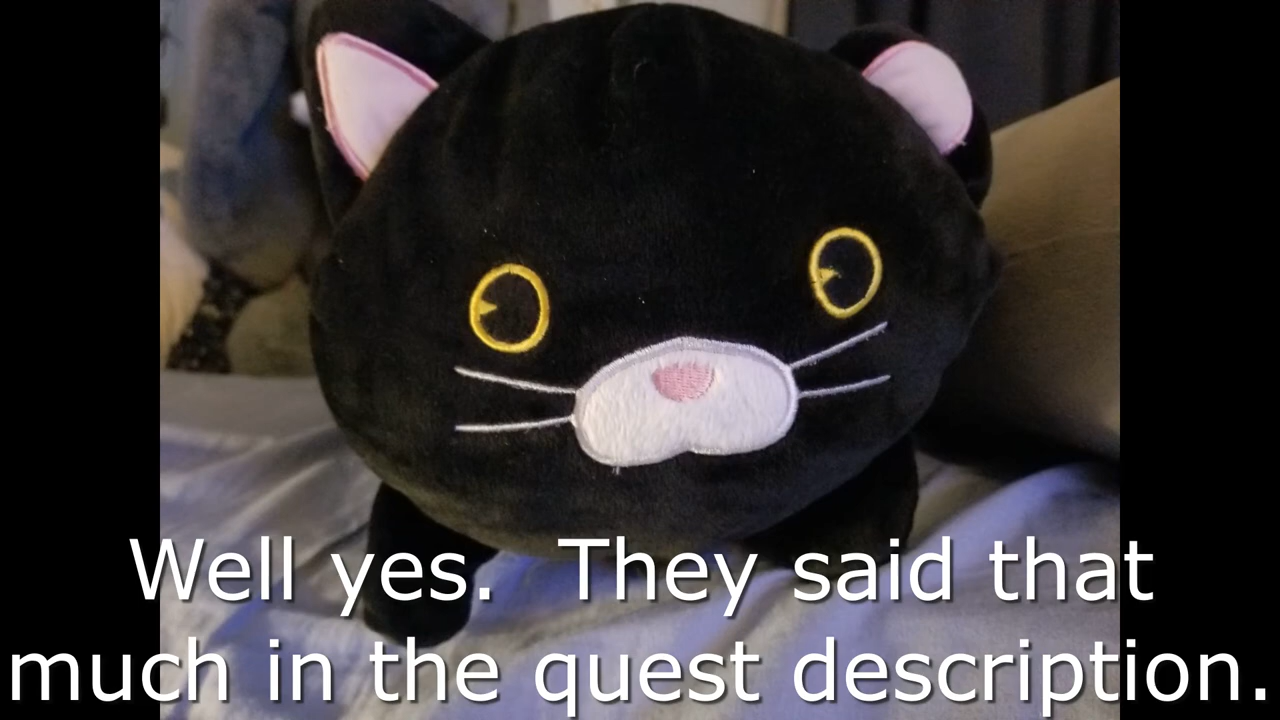 Well yes.  They said that
much in the quest description.